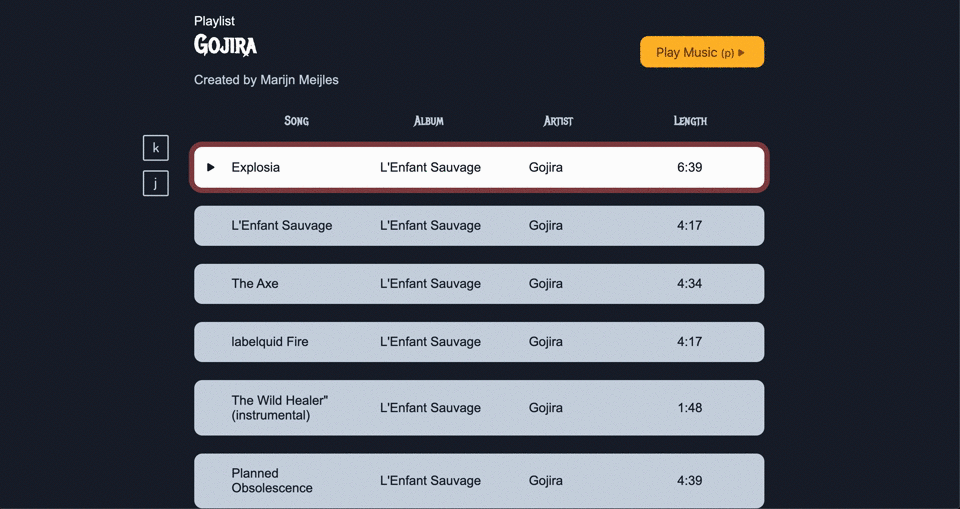 Playlist
Gojira
Created by Marijn Meijles
Play Music (p)
Song Album Artist Length
k
j
Explosia L'Enfant Sauvage Gojira 6:39
L'Enfant Sauvage L'Enfant Sauvage Gojira 4:17
The Axe L'Enfant Sauvage Gojira 4:34
labelquid Fire L'Enfant Sauvage Gojira 4:17
The Wild Healer"
(instrumental) L'Enfant Sauvage Gojira 1:48
Planned
Obsolescence L'Enfant Sauvage Gojira 4:39